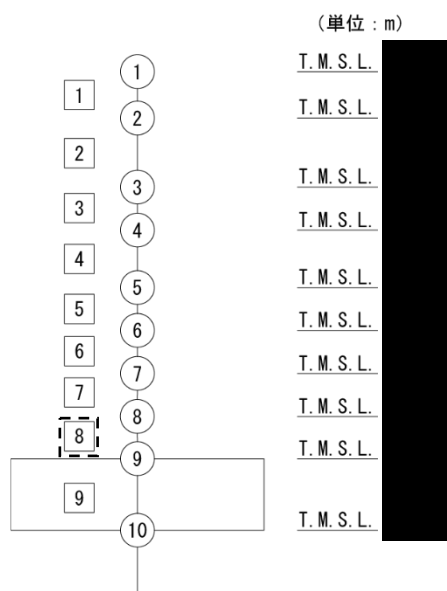 (単位：m)
① T.M.S.L.
1
② T.M.S.L.
2
③ T.M.S.L.
3
④ T.M.S.L.
4
⑤ T.M.S.L.
5
⑥ T.M.S.L.
6
⑦ T.M.S.L.
7
⑧ T.M.S.L.
8
⑨ T.M.S.L.
9
⑩ T.M.S.L.